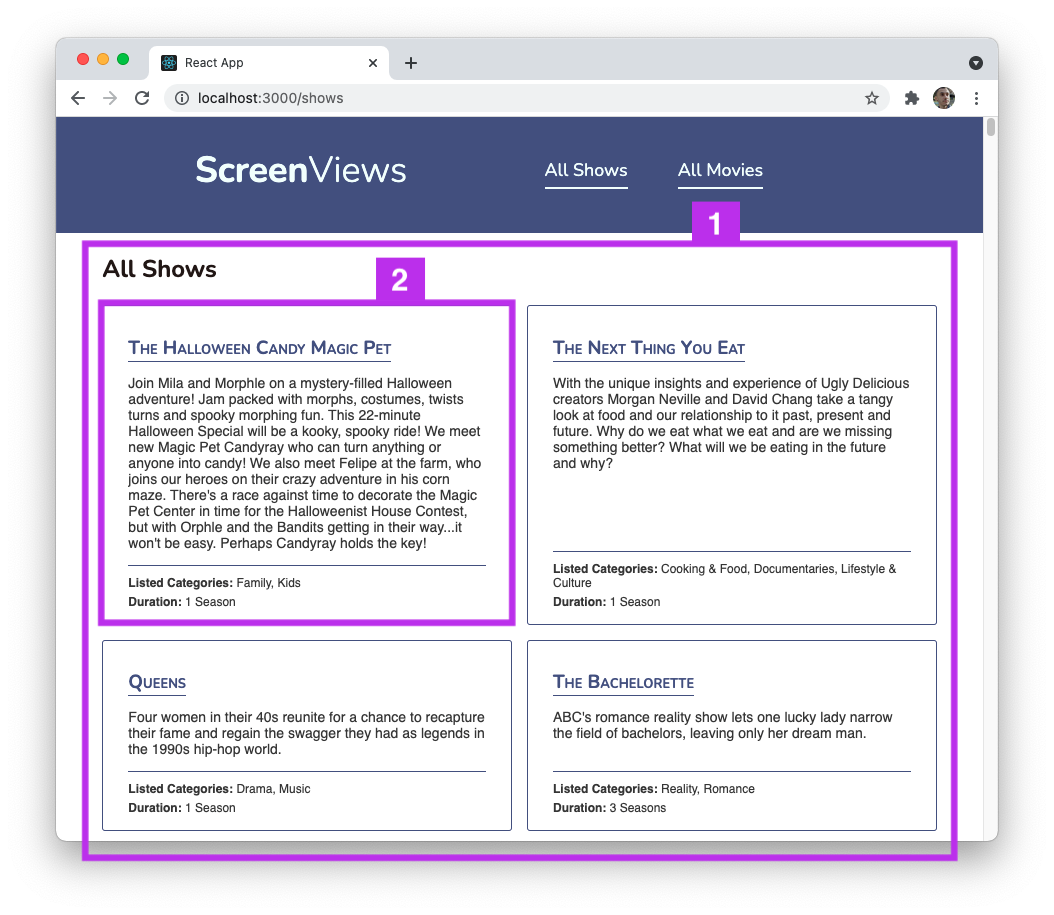 React App
localhost:3000/shows
ScreenViews
All Shows
All Movies
1
All Shows
2
The Halloween Candy Magic Pet
Join Mila and Morphle on a mystery-filled Halloween
adventure! Jam packed with morphs, costumes, twists
turns and spooky morphing fun. This 22-minute
Halloween Special will be a kooky, spooky ride! We meet
new Magic Pet Candyray who can turn anything or
anyone into candy! We also meet Felipe at the farm, who
joins our heroes on their crazy adventure in his corn
maze. There's a race against time to decorate the Magic
Pet Center in time for the Halloweenist House Contest,
but with Orphle and the Bandits getting in their way...it
won't be easy. Perhaps Candyray holds the key!
Listed Categories: Family, Kids
Duration: 1 Season
The Next Thing You Eat
With the unique insights and experience of Ugly Delicious
creators Morgan Neville and David Chang take a tangy
look at food and our relationship to it past, present and
future. Why do we eat what we eat and are we missing
something better? What will we be eating in the future
and why?
Listed Categories: Cooking & Food, Documentaries, Lifestyle &
Culture
Duration: 1 Season
Queens
Four women in their 40s reunite for a chance to recapture
their fame and regain the swagger they had as legends in
the 1990s hip-hop world.
Listed Categories: Drama, Music
Duration: 1 Season
The Bachelorette
ABC's romance reality show lets one lucky lady narrow
the field of bachelors, leaving only her dream man.
Listed Categories: Reality, Romance
Duration: 3 Seasons